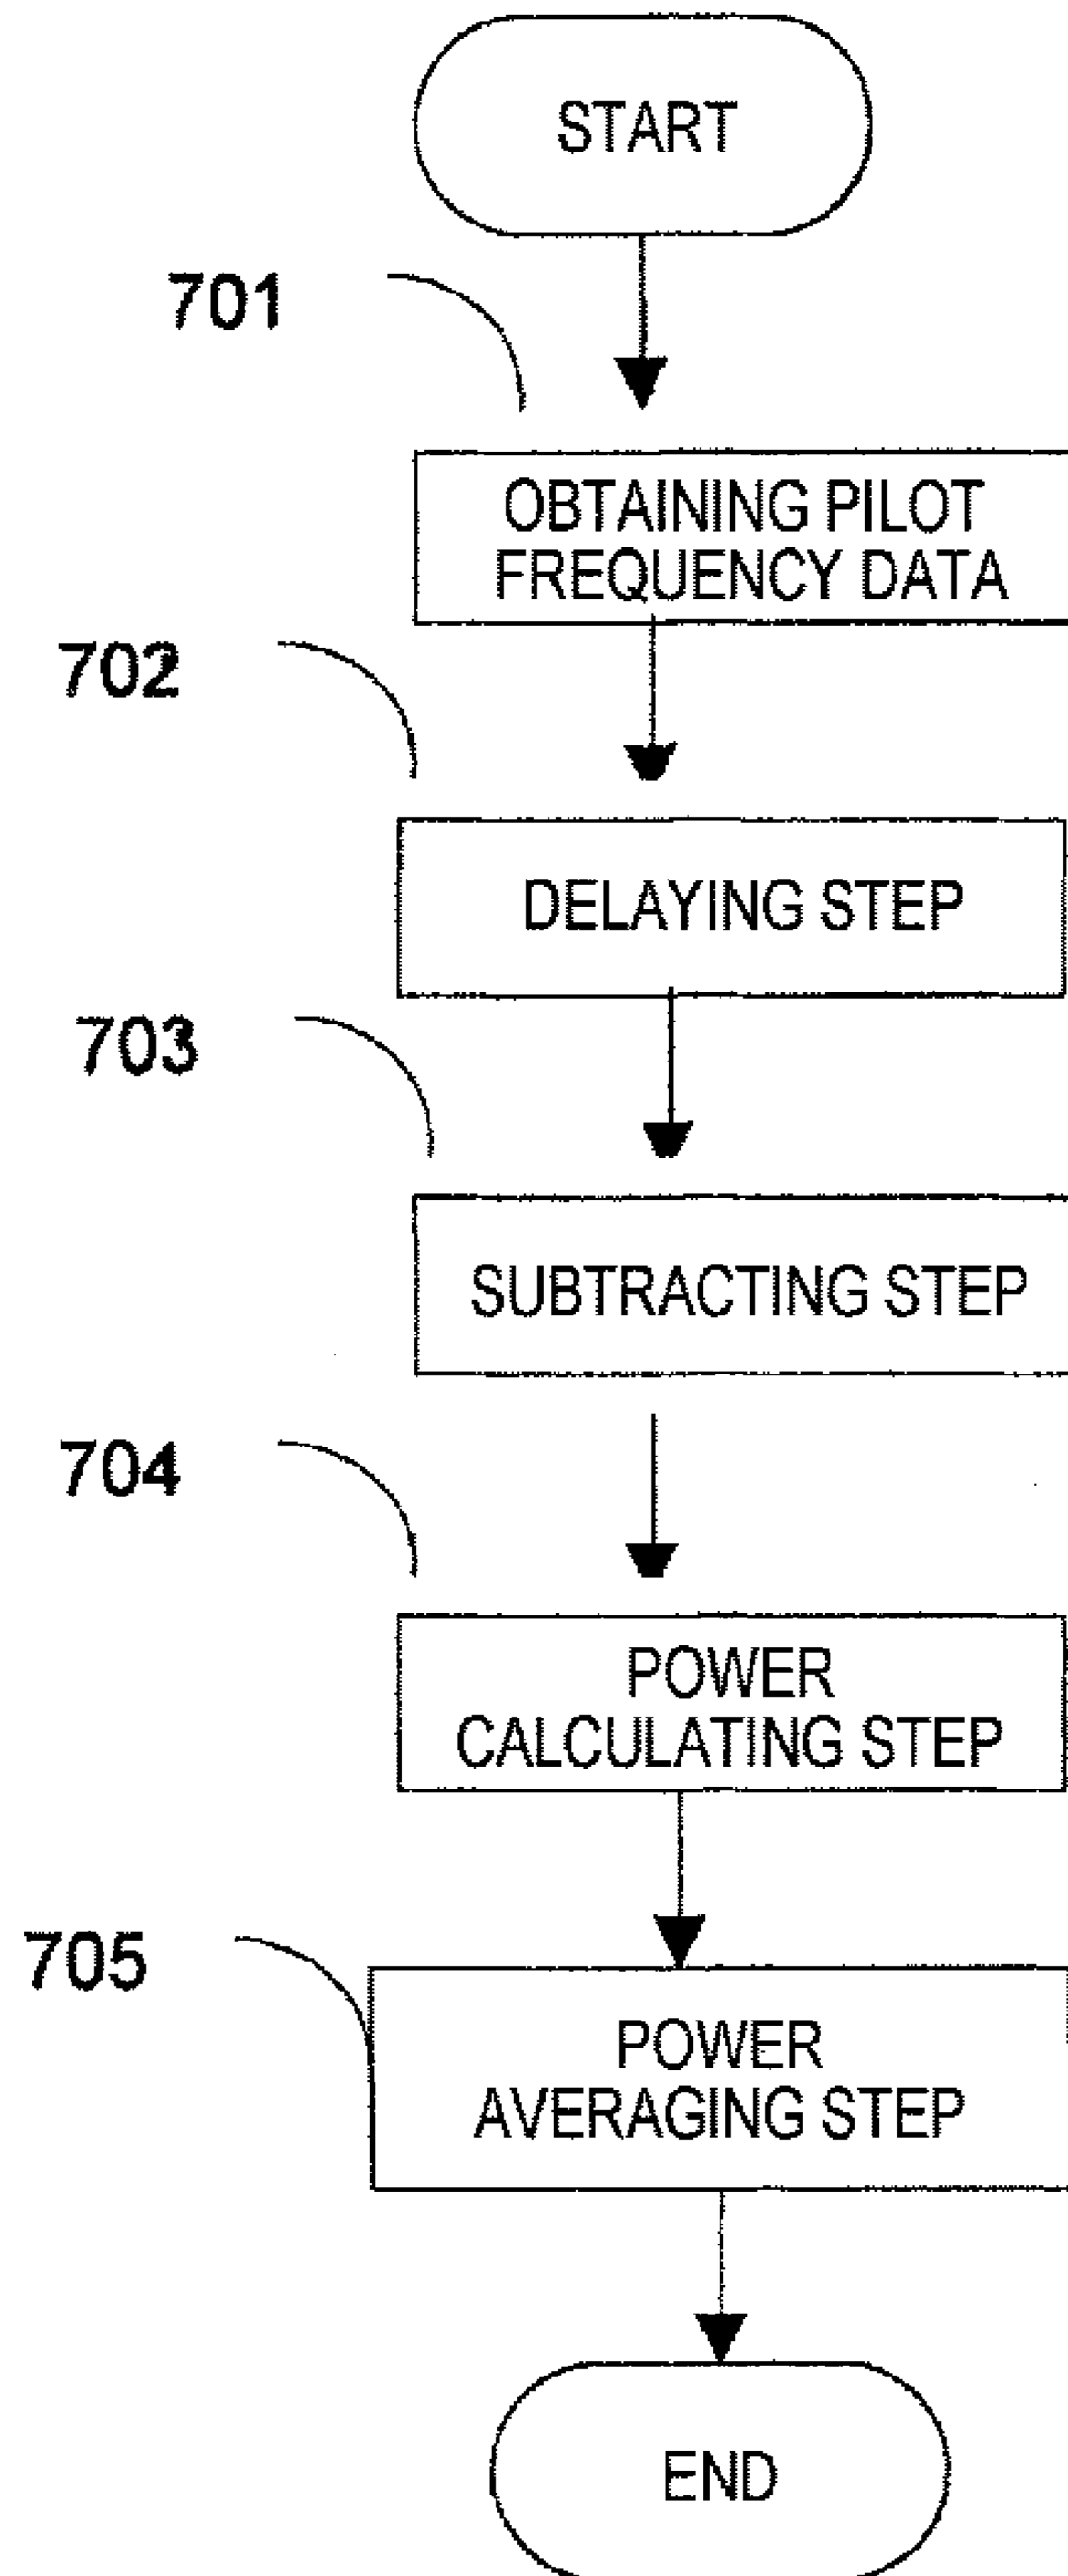 START
701
OBTAINING PILOT
FREQUENCY DATA
702
DELAYING STEP
703
SUBTRACTING STEP
704
POWER
CALCULATING STEP
705
POWER
AVERAGING STEP
END